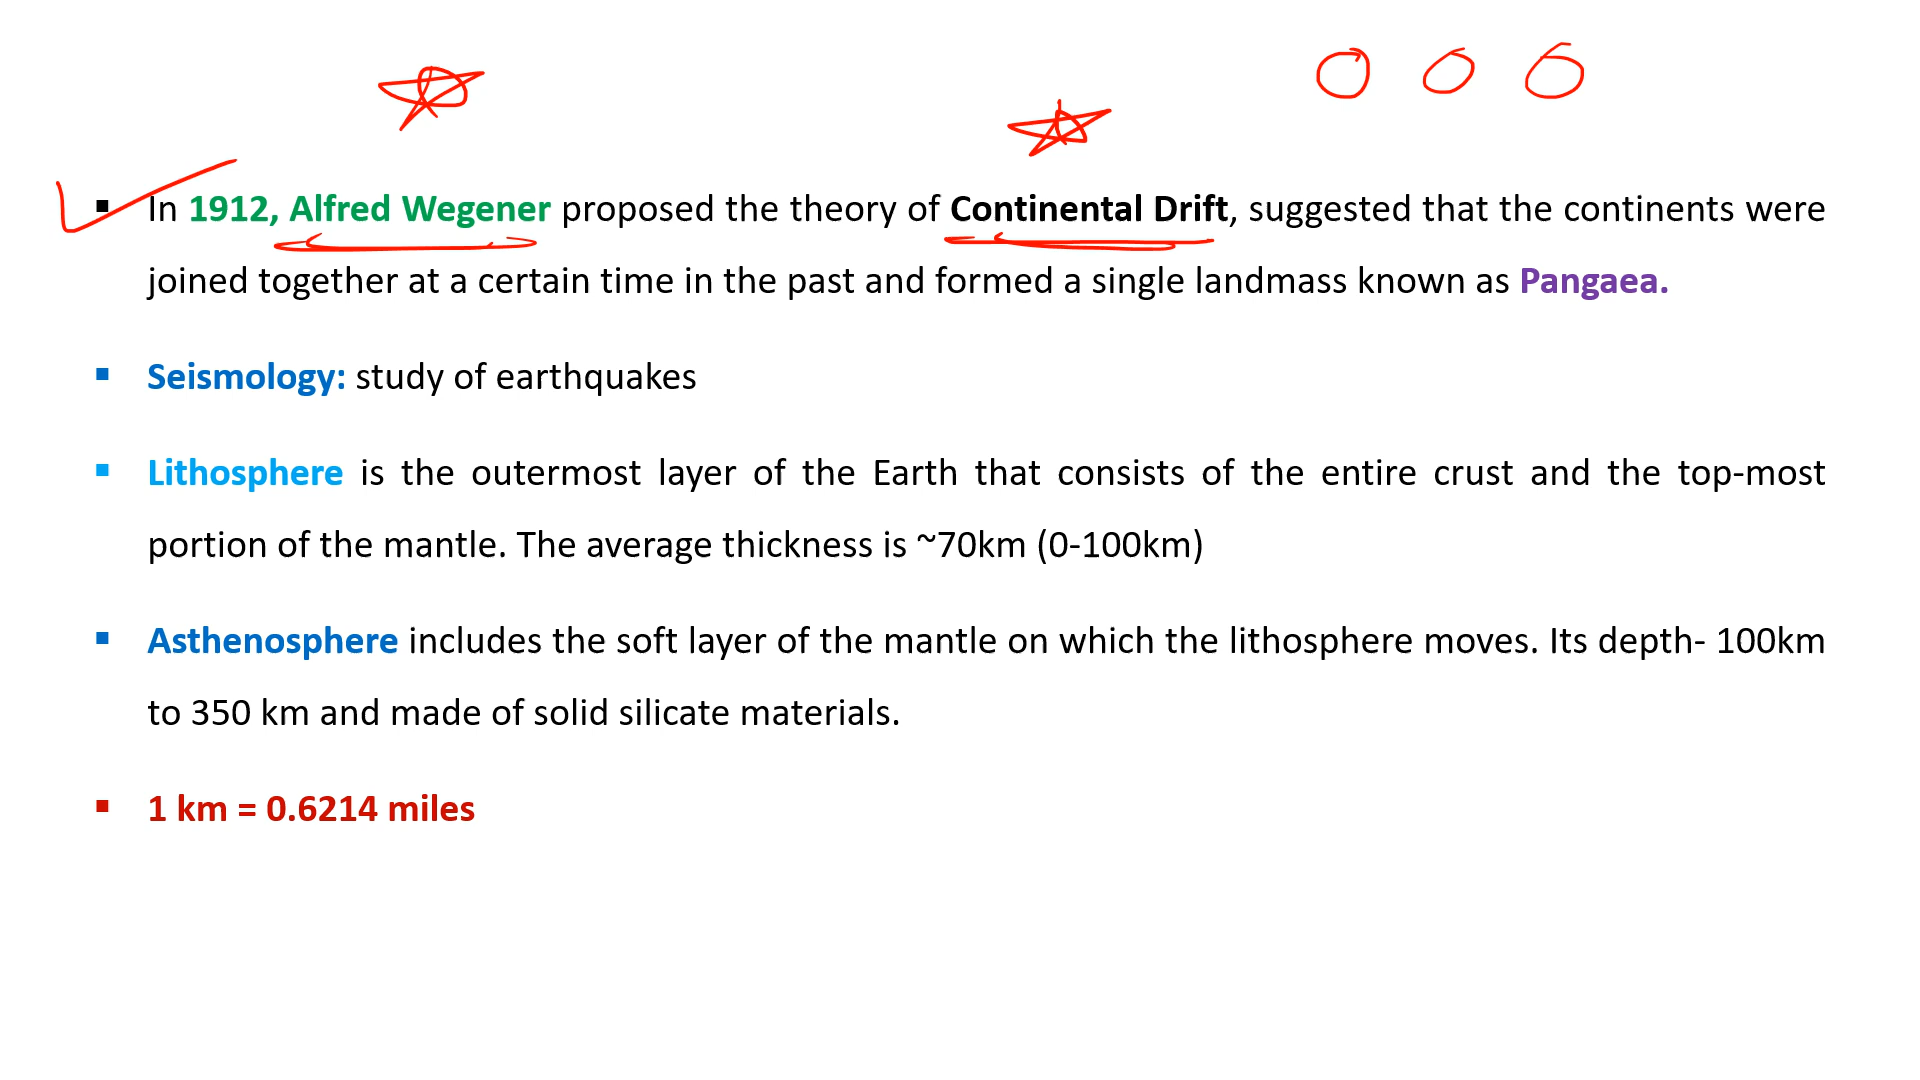 ▪ In 1912, Alfred Wegener proposed the theory of Continental Drift, suggested that the continents were
joined together at a certain time in the past and formed a single landmass known as Pangaea.
▪ Seismology: study of earthquakes
▪ Lithosphere is the outermost layer of the Earth that consists of the entire crust and the top-most
portion of the mantle. The average thickness is ~70km (0-100km)
▪ Asthenosphere includes the soft layer of the mantle on which the lithosphere moves. Its depth- 100km
to 350 km and made of solid silicate materials.
▪ 1 km = 0.6214 miles